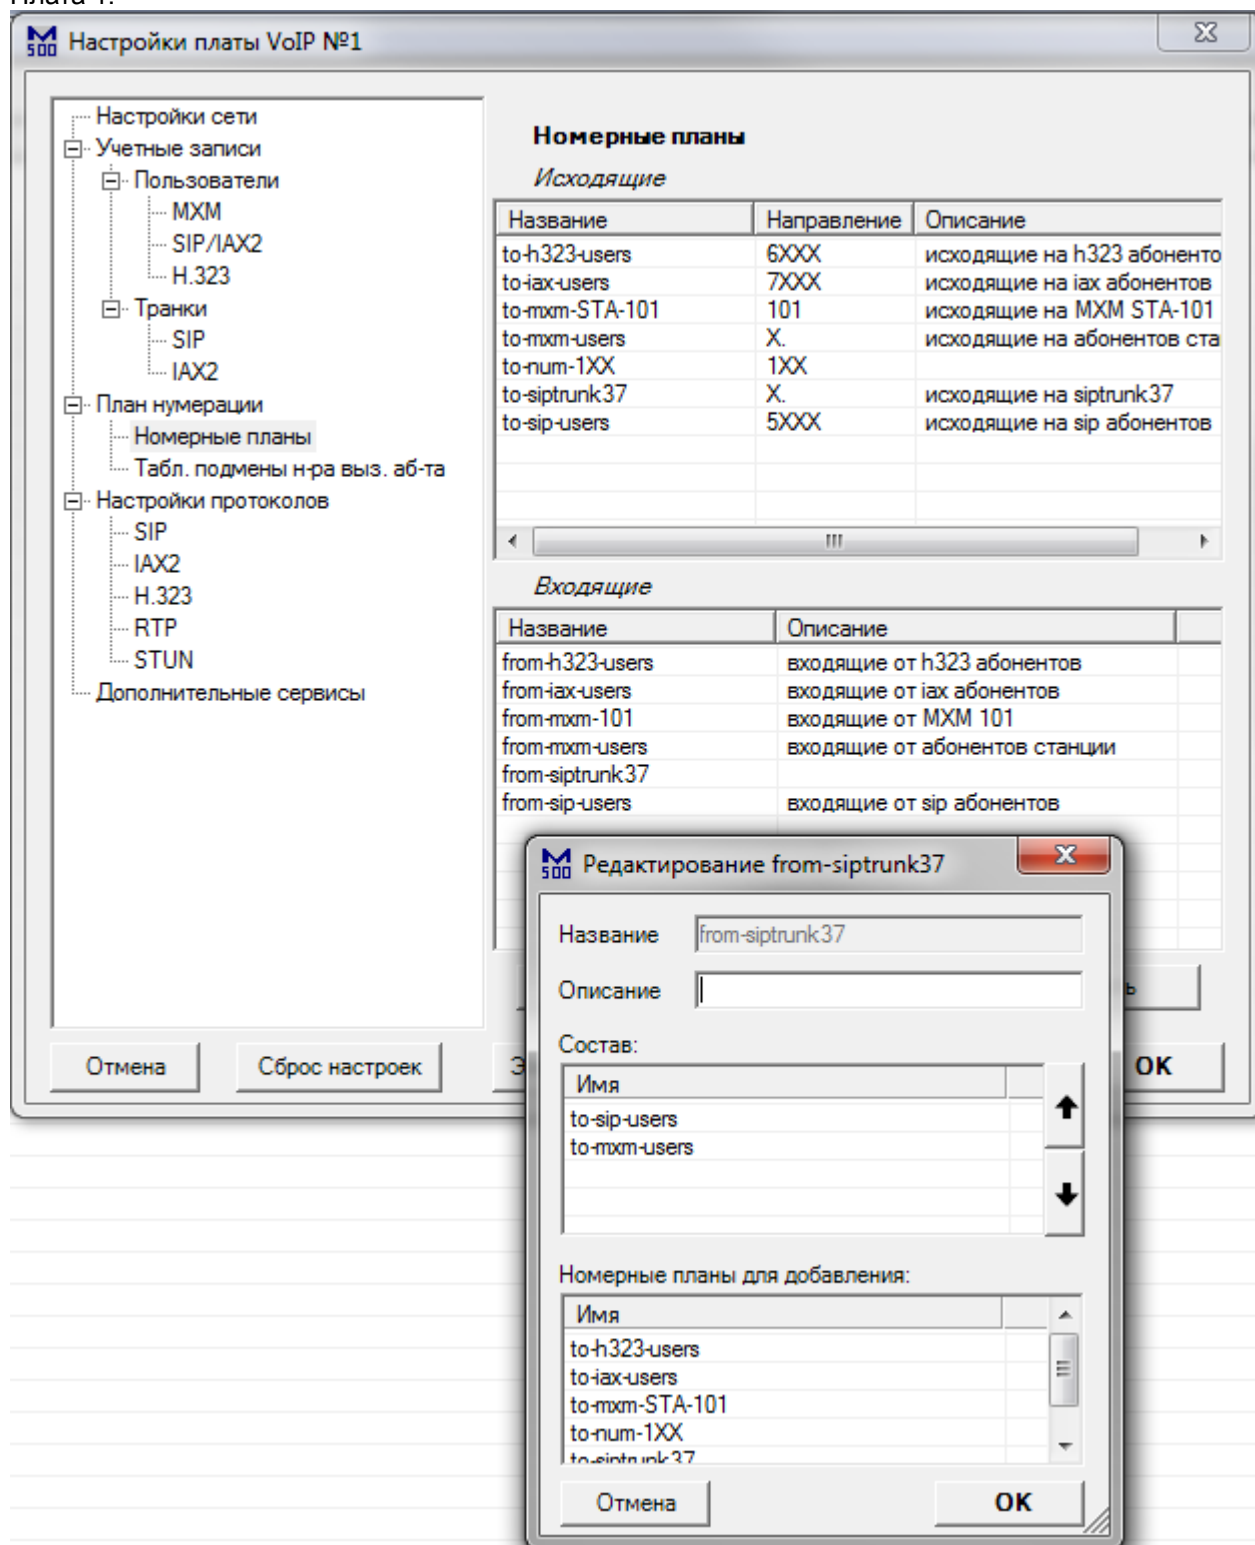 Плата 1:
M 500 Настройки платы VoIP №1
Настройки сети
Учетные записи
Пользователи
MXM
SIP/IAX2
H.323
Транки
SIP
IAX2
План нумерации
Номерные планы
Табл. подмены н-ра выз. аб-та
Настройки протоколов
SIP
IAX2
H.323
RTP
STUN
Дополнительные сервисы
Номерные планы
Исходящие
Название Направление Описание
to-h323-users 6XXX исходящие на h323 абоненто
to-iax-users 7XXX исходящие на iax абонентов
to-mxm-STA-101 101 исходящие на MXM STA-101
to-mxm-users X. исходящие на абонентов ста
to-num-1XX 1XX
to-siptrunk37 X. исходящие на siptrunk37
to-sip-users 5XXX исходящие на sip абонентов
Входящие
Название Описание
from-h323-users входящие от h323 абонентов
from-iax-users входящие от iax абонентов
from-mxm-101 входящие от MXM 101
from-mxm-users входящие от абонентов станции
from-siptrunk37
from-sip-users входящие от sip абонентов
ь
Отмена Сброс настроек Э OK
M 500 Редактирование from-siptrunk37
Название from-siptrunk37
Описание
Состав:
Имя
to-sip-users
to-mxm-users
Номерные планы для добавления:
Имя
to-h323-users
to-iax-users
to-mxm-STA-101
to-num-1XX
to-siptrunk37
Отмена OK